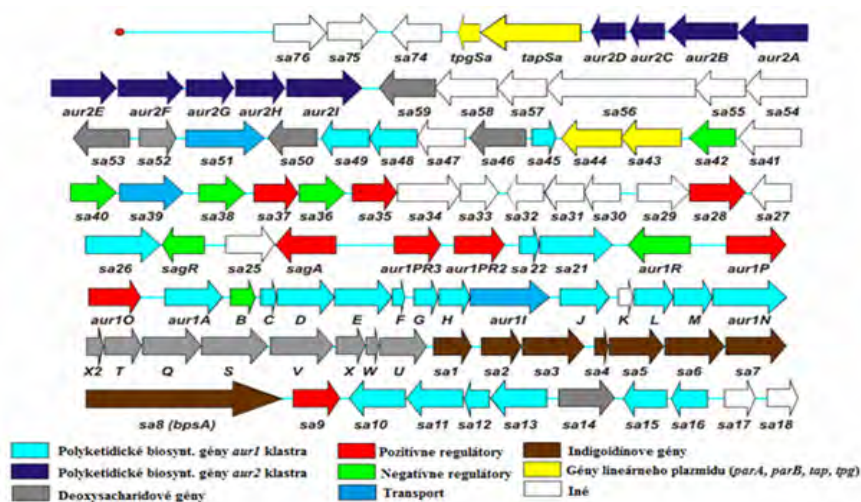 sa76 sa75 sa74 tpgSa tapSa aur2D aur2C aur2B aur2A
aur2E aur2F aur2G aur2H aur2I sa59 sa58 sa57 sa56 sa55 sa54
sa53 sa52 sa51 sa50 sa49 sa48 sa47 sa46 sa45 sa44 sa43 sa42 sa41
sa40 sa39 sa38 sa37 sa36 sa35 sa34 sa33 sa32 sa31 sa30 sa29 sa28 sa27
sa26 sagR sa25 sagA aur1PR3 aur1PR2 sa22 sa21 aur1R aur1P
aur1O aur1A B C D E F G H aur1I J K L M aur1N
X2 T Q S V X W U sa1 sa2 sa3 sa4 sa5 sa6 sa7
sa8 (bpsA) sa9 sa10 sa11 sa12 sa13 sa14 sa15 sa16 sa17 sa18
Polyketidické biosynt. gény aur1 klastra Pozitívne regulátory Indigoidínove gény
Polyketidické biosynt. gény aur2 klastra Negatívne regulátory Gény lineárneho plazmidu (parA, parB, tap, tpg)
Deoxysacharidové gény Transport Iné